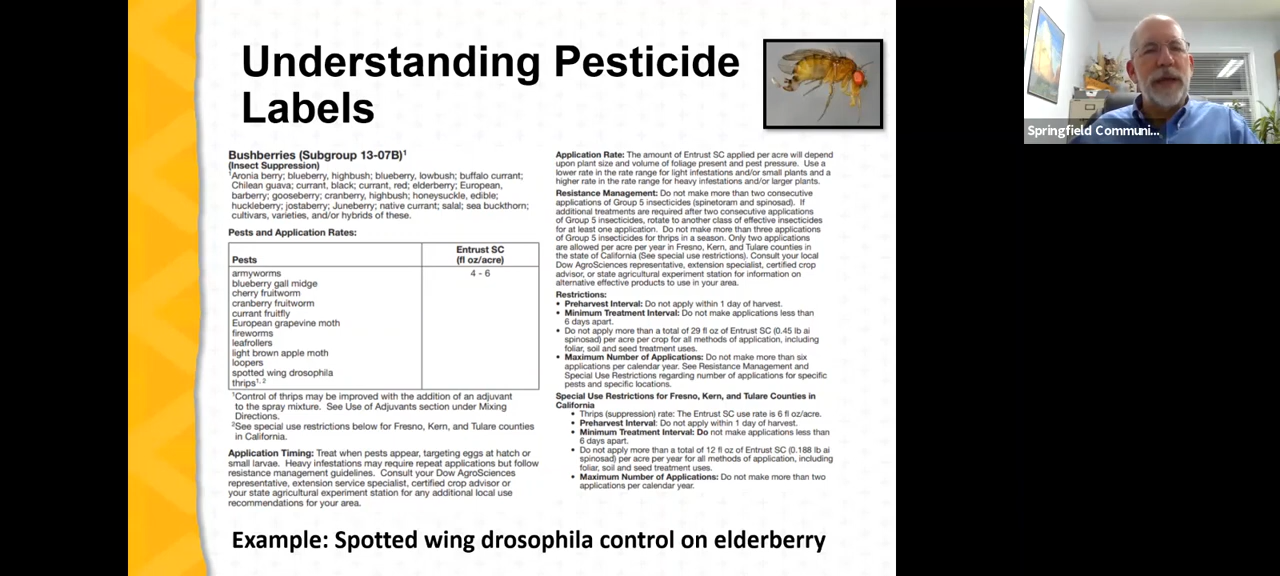 Understanding Pesticide
Labels
Bushberries (Subgroup 13-07B)¹
(Insect Suppression)
¹Aronia berry; blueberry, highbush; blueberry, lowbush; buffalo currant;
Chilean guava; currant, black; currant, red; elderberry; European,
barberry; gooseberry; cranberry, highbush; honeysuckle, edible;
huckleberry; jostaberry; Juneberry; native currant; salal; sea buckthorn;
cultivars, varieties, and/or hybrids of these.
Pests and Application Rates:
Pests
Entrust SC
(fl oz/acre)
armyworms
4 - 6
blueberry gall midge
cherry fruitworm
cranberry fruitworm
currant fruitfly
European grapevine moth
fireworms
leafrollers
light brown apple moth
loopers
spotted wing drosophila
thrips¹, ²
¹Control of thrips may be improved with the addition of an adjuvant
to the spray mixture. See Use of Adjuvants section under Mixing
Directions.
²See special use restrictions below for Fresno, Kern, and Tulare counties
in California.
Application Timing: Treat when pests appear, targeting eggs at hatch or
small larvae. Heavy infestations may require repeat applications but follow
resistance management guidelines. Consult your Dow AgroSciences
representative, extension service specialist, certified crop advisor or
your state agricultural experiment station for any additional local use
recommendations for your area.
Application Rate: The amount of Entrust SC applied per acre will depend
upon plant size and volume of foliage present and pest pressure. Use a
lower rate in the rate range for light infestations and/or small plants and a
higher rate in the rate range for heavy infestations and/or larger plants.
Resistance Management: Do not make more than two consecutive
applications of Group 5 insecticides (spinetoram and spinosad). If
additional treatments are required after two consecutive applications
of Group 5 insecticides, rotate to another class of effective insecticides
for at least one application. Do not make more than three applications
of Group 5 insecticides for thrips in a season. Only two applications
are allowed per acre per year in Fresno, Kern, and Tulare counties in
the state of California (See special use restrictions). Consult your local
Dow AgroSciences representative, extension specialist, certified crop
advisor, or state agricultural experiment station for information on
alternative effective products to use in your area.
Restrictions:
• Preharvest Interval: Do not apply within 1 day of harvest.
• Minimum Treatment Interval: Do not make applications less than
6 days apart.
• Do not apply more than a total of 29 fl oz of Entrust SC (0.45 lb ai
spinosad) per acre per crop for all methods of application, including
foliar, soil and seed treatment uses.
• Maximum Number of Applications: Do not make more than six
applications per calendar year. See Resistance Management and
Special Use Restrictions regarding number of applications for specific
pests and specific locations.
Special Use Restrictions for Fresno, Kern, and Tulare Counties in
California
• Thrips (suppression) rate: The Entrust SC use rate is 6 fl oz/acre.
• Preharvest Interval: Do not apply within 1 day of harvest.
• Minimum Treatment Interval: Do not make applications less than
6 days apart.
• Do not apply more than a total of 12 fl oz of Entrust SC (0.188 lb ai
spinosad) per acre per year for all methods of application, including
foliar, soil and seed treatment uses.
• Maximum Number of Applications: Do not make more than two
applications per calendar year.
Example: Spotted wing drosophila control on elderberry
Springfield Communi...